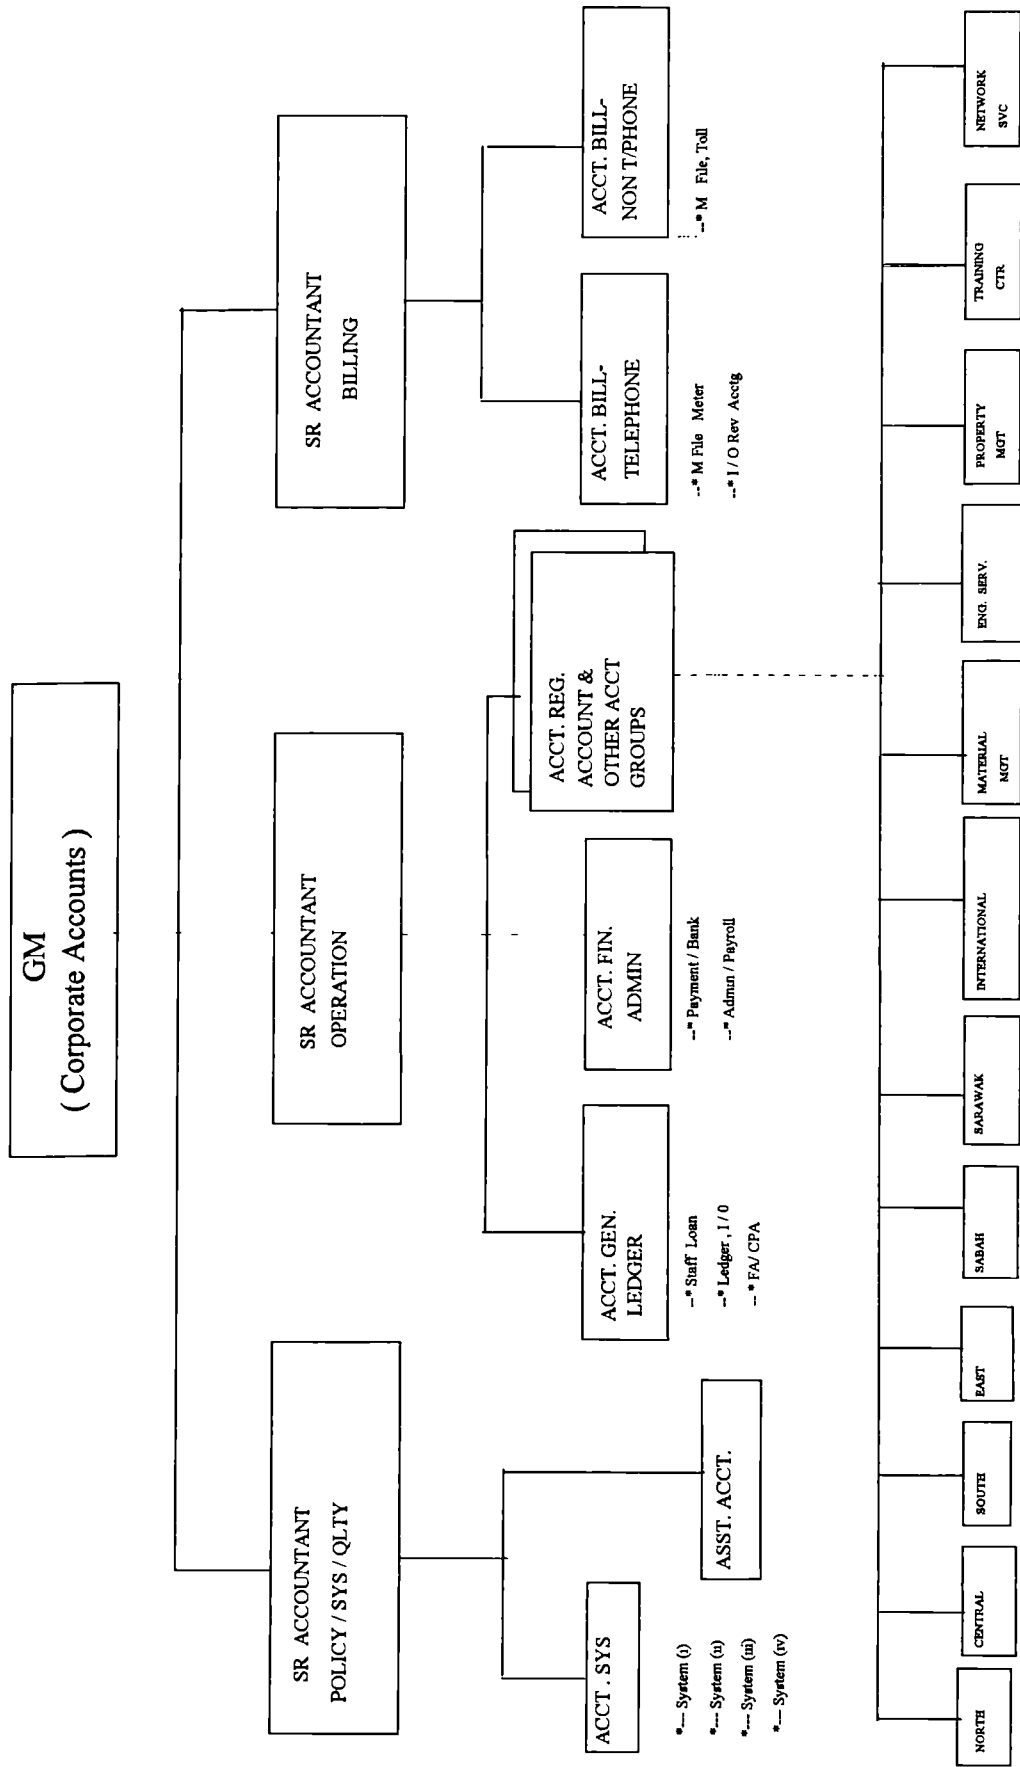 GM
( Corporate Accounts )
SR ACCOUNTANT
POLICY / SYS / QLTY
SR ACCOUNTANT
OPERATION
SR ACCOUNTANT
BILLING
ACCT . SYS
*--- System (i)
*--- System (ii)
*--- System (iii)
*--- System (iv)
ASST. ACCT.
ACCT. GEN.
LEDGER
--* Staff Loan
--* Ledger , I / 0
-- * FA/ CPA
ACCT. FIN.
ADMIN
--* Payment / Bank
--* Admin / Payroll
ACCT. REG.
ACCOUNT &
OTHER ACCT
GROUPS
ACCT. BILL-
TELEPHONE
--* M File Meter
--* I / O Rev Acctg
ACCT. BILL-
NON T/PHONE
--* M File, Toll
NORTH
CENTRAL
SOUTH
EAST
SABAH
SARAWAK
INTERNATIONAL
MATERIAL
MGT
ENG. SERV.
PROPERTY
MGT
TRAINING
CTR
NETWORK
SVC